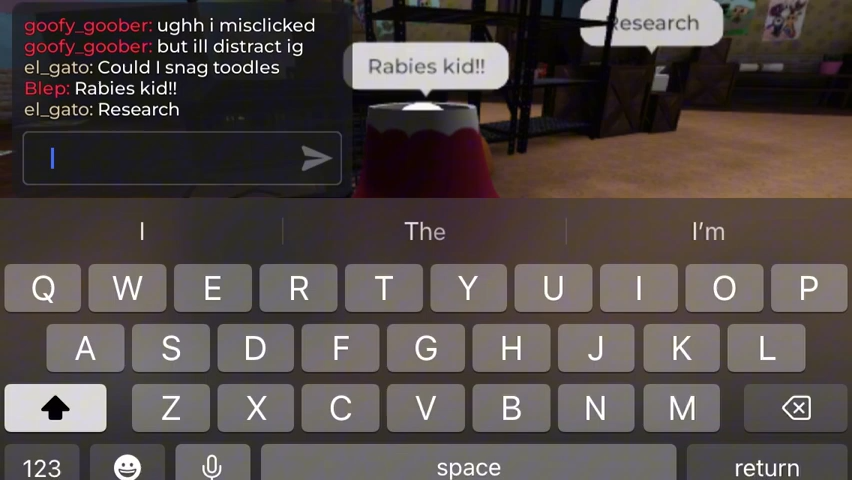 goofy_goober: ughh i misclicked
goofy_goober: but ill distract ig
el_gato: Could I snag toodles
Blep: Rabies kid!!
el_gato: Research
Rabies kid!!
Research
I The I'm
Q W E R T Y U I O P
A S D F G H J K L
Z X C V B N M
123 space return